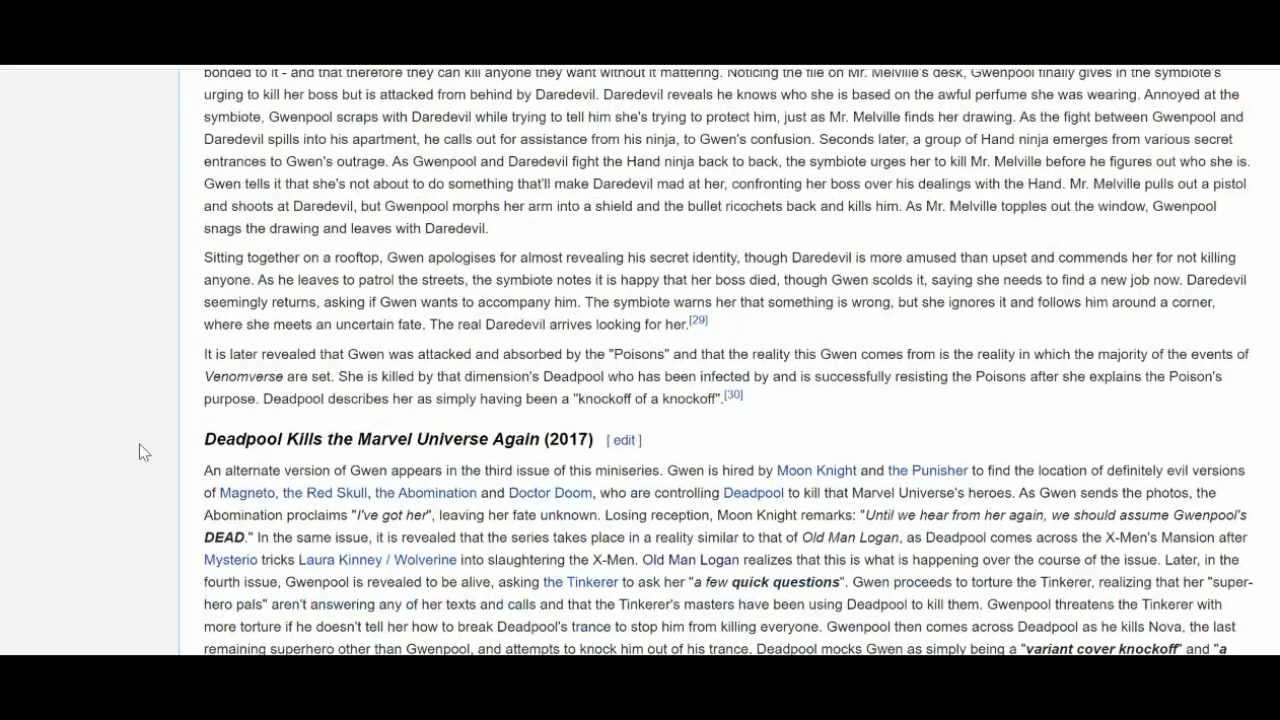 bonded to it - and that therefore they can kill anyone they want without it mattering. Noticing the file on Mr. Melville's desk, Gwenpool finally gives in the symbiote's
urging to kill her boss but is attacked from behind by Daredevil. Daredevil reveals he knows who she is based on the awful perfume she was wearing. Annoyed at the
symbiote, Gwenpool scraps with Daredevil while trying to tell him she's trying to protect him, just as Mr. Melville finds her drawing. As the fight between Gwenpool and
Daredevil spills into his apartment, he calls out for assistance from his ninja, to Gwen's confusion. Seconds later, a group of Hand ninja emerges from various secret
entrances to Gwen's outrage. As Gwenpool and Daredevil fight the Hand ninja back to back, the symbiote urges her to kill Mr. Melville before he figures out who she is.
Gwen tells it that she's not about to do something that'll make Daredevil mad at her, confronting her boss over his dealings with the Hand. Mr. Melville pulls out a pistol
and shoots at Daredevil, but Gwenpool morphs her arm into a shield and the bullet ricochets back and kills him. As Mr. Melville topples out the window, Gwenpool
snags the drawing and leaves with Daredevil.
Sitting together on a rooftop, Gwen apologises for almost revealing his secret identity, though Daredevil is more amused than upset and commends her for not killing
anyone. As he leaves to patrol the streets, the symbiote notes it is happy that her boss died, though Gwen scolds it, saying she needs to find a new job now. Daredevil
seemingly returns, asking if Gwen wants to accompany him. The symbiote warns her that something is wrong, but she ignores it and follows him around a corner,
where she meets an uncertain fate. The real Daredevil arrives looking for her.[29]
It is later revealed that Gwen was attacked and absorbed by the "Poisons" and that the reality this Gwen comes from is the reality in which the majority of the events of
Venomverse are set. She is killed by that dimension's Deadpool who has been infected by and is successfully resisting the Poisons after she explains the Poison's
purpose. Deadpool describes her as simply having been a "knockoff of a knockoff".[30]
Deadpool Kills the Marvel Universe Again (2017) [ edit ]
An alternate version of Gwen appears in the third issue of this miniseries. Gwen is hired by Moon Knight and the Punisher to find the location of definitely evil versions
of Magneto, the Red Skull, the Abomination and Doctor Doom, who are controlling Deadpool to kill that Marvel Universe's heroes. As Gwen sends the photos, the
Abomination proclaims "I've got her", leaving her fate unknown. Losing reception, Moon Knight remarks: "Until we hear from her again, we should assume Gwenpool's
DEAD." In the same issue, it is revealed that the series takes place in a reality similar to that of Old Man Logan, as Deadpool comes across the X-Men's Mansion after
Mysterio tricks Laura Kinney / Wolverine into slaughtering the X-Men. Old Man Logan realizes that this is what is happening over the course of the issue. Later, in the
fourth issue, Gwenpool is revealed to be alive, asking the Tinkerer to ask her "a few quick questions". Gwen proceeds to torture the Tinkerer, realizing that her "super-
hero pals" aren't answering any of her texts and calls and that the Tinkerer's masters have been using Deadpool to kill them. Gwenpool threatens the Tinkerer with
more torture if he doesn't tell her how to break Deadpool's trance to stop him from killing everyone. Gwenpool then comes across Deadpool as he kills Nova, the last
remaining superhero other than Gwenpool, and attempts to knock him out of his trance. Deadpool mocks Gwen as simply being a "variant cover knockoff" and "a